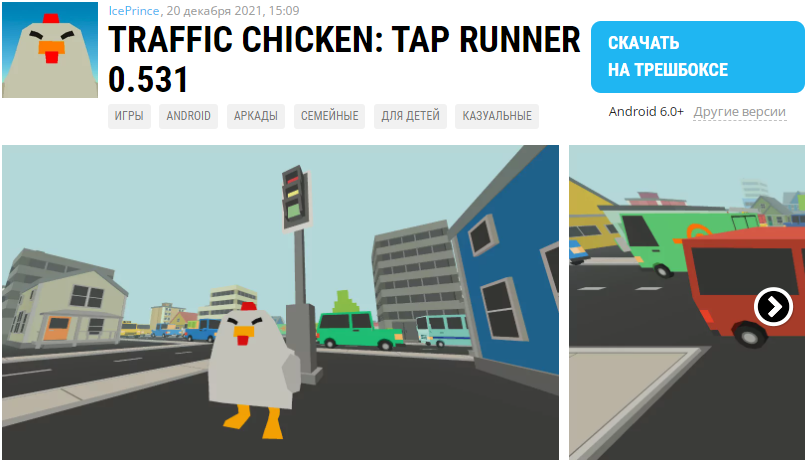 IcePrince, 20 декабря 2021, 15:09
TRAFFIC CHICKEN: TAP RUNNER
0.531
СКАЧАТЬ
НА ТРЕШБОКСЕ
ИГРЫ
ANDROID
АРКАДЫ
СЕМЕЙНЫЕ
ДЛЯ ДЕТЕЙ
КАЗУАЛЬНЫЕ
Android 6.0+ Другие версии